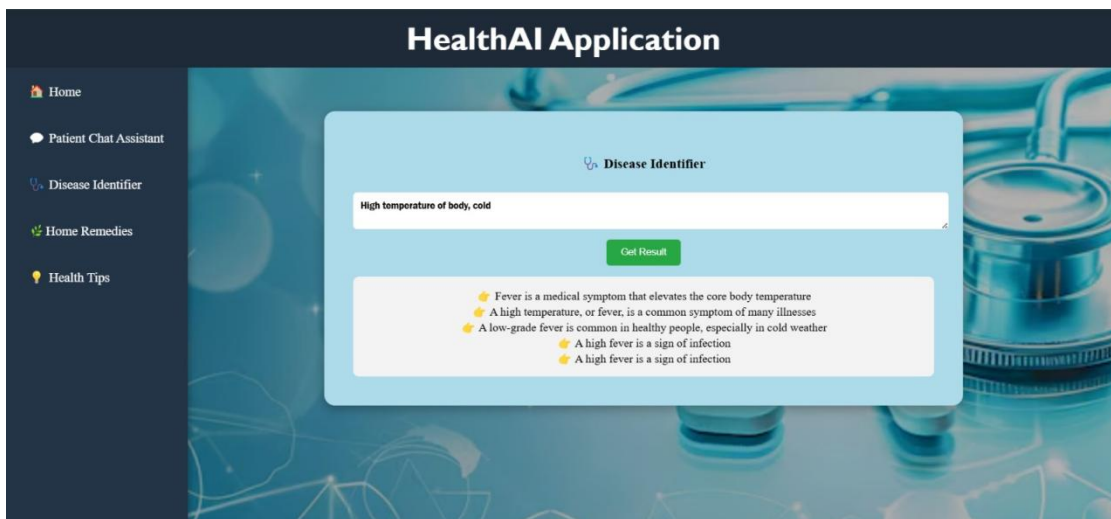 HealthAI Application
🏠 Home
💬 Patient Chat Assistant
🩺 Disease Identifier
🌿 Home Remedies
💡 Health Tips
🩺 Disease Identifier
High temperature of body, cold
Get Result
👉 Fever is a medical symptom that elevates the core body temperature
👉 A high temperature, or fever, is a common symptom of many illnesses
👉 A low-grade fever is common in healthy people, especially in cold weather
👉 A high fever is a sign of infection
👉 A high fever is a sign of infection